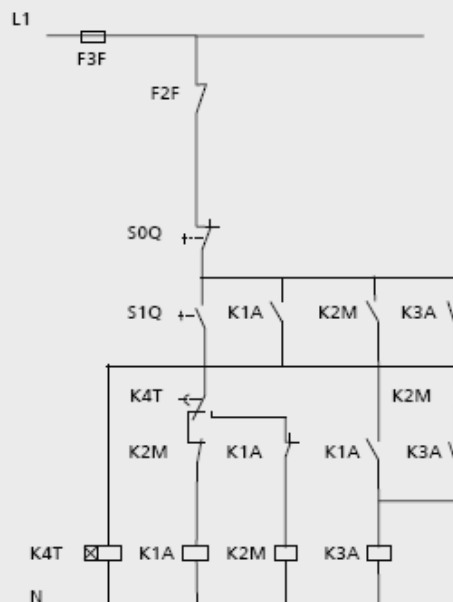 L1
F3F
F2F
S0Q
S1Q K1A K2M K3A
K4T K2M
K2M K1A K1A K3A
K4T K1A K2M K3A
N